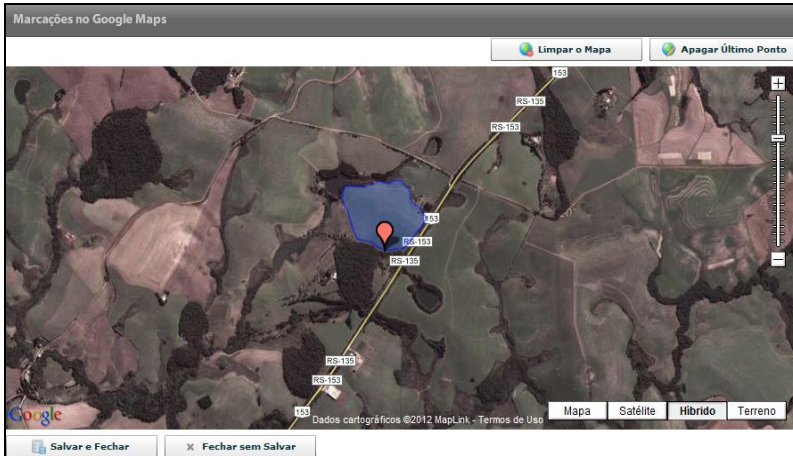 Marcações no Google Maps
Limpar o Mapa
Apagar Último Ponto
153
RS-135
RS-153
153
RS-153
RS-135
RS-135
RS-153
153
Google
Dados cartográficos ©2012 MapLink - Termos de Uso
Mapa
Satélite
Híbrido
Terreno
Salvar e Fechar
Fechar sem Salvar